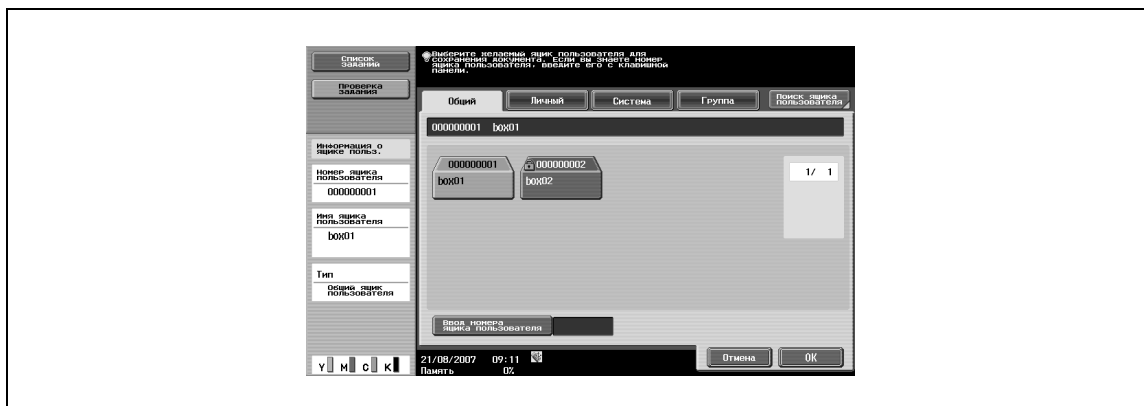 Список
заданий
Проверка
задания
Выберите желаемый ящик пользователя для
сохранения документа. Если вы знаете номер
ящика пользователя, введите его с клавишной
панели.
Общий
Личный
Система
Группа
Поиск ящика
пользователя
000000001 box01
Информация о
ящике польз.
Номер ящика
пользователя
000000001
Имя ящика
пользователя
box01
Тип
Общий ящик
пользователя
000000001
box01
000000002
box02
1/ 1
Ввод номера
ящика пользователя
Отмена
OK
Y M C K
21/08/2007 09:11
Память 0%